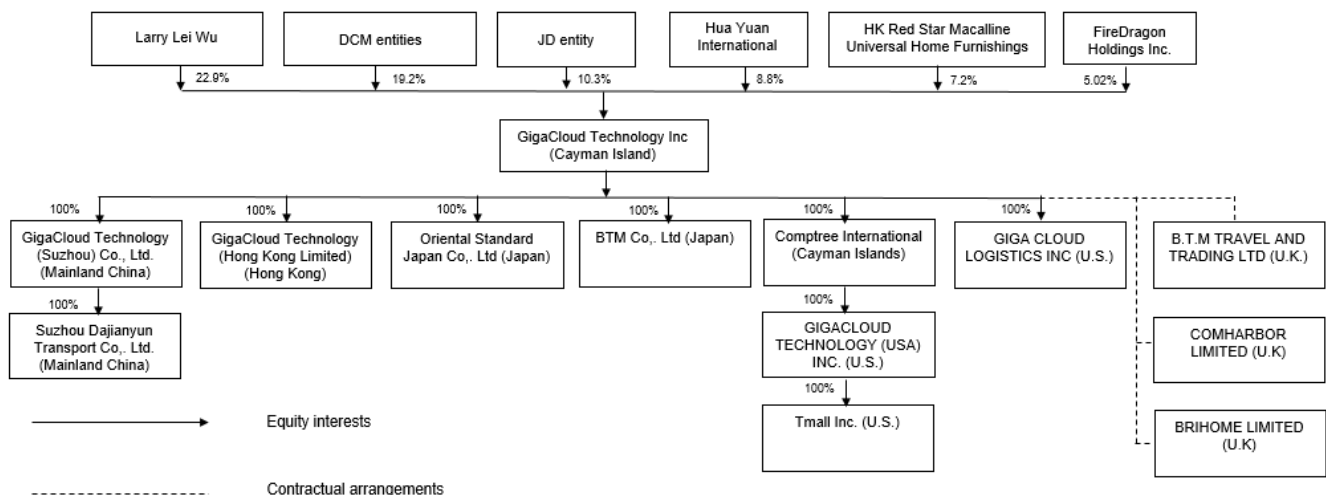 Larry Lei Wu
DCM entities
JD entity
Hua Yuan
International
HK Red Star Macalline
Universal Home Furnishings
FireDragon
Holdings Inc.
22.9%
19.2%
10.3%
8.8%
7.2%
5.02%
GigaCloud Technology Inc
(Cayman Island)
100%
100%
100%
100%
100%
100%
GigaCloud Technology
(Suzhou) Co., Ltd.
(Mainland China)
GigaCloud Technology
(Hong Kong Limited)
(Hong Kong)
Oriental Standard
Japan Co,. Ltd (Japan)
BTM Co,. Ltd (Japan)
Comptree International
(Cayman Islands)
GIGA CLOUD
LOGISTICS INC (U.S.)
B.T.M TRAVEL AND
TRADING LTD (U.K.)
100%
100%
Suzhou Dajianyun
Transport Co,. Ltd.
(Mainland China)
GIGACLOUD
TECHNOLOGY (USA)
INC. (U.S.)
COMHARBOR
LIMITED (U.K)
100%
Tmall Inc. (U.S.)
BRIHOME LIMITED
(U.K)
Equity interests
Contractual arrangements